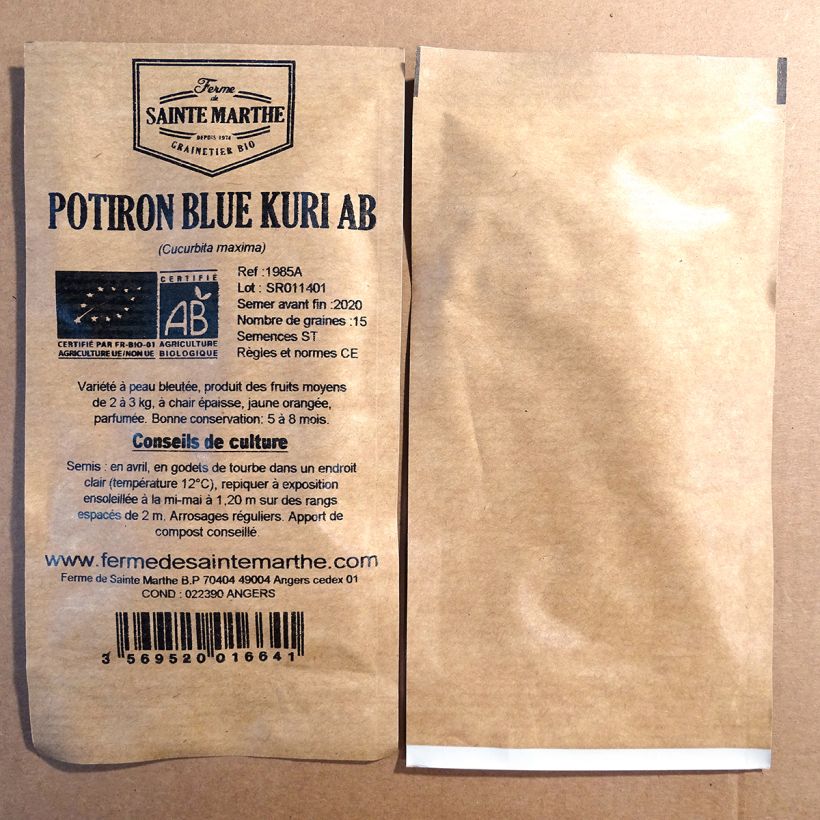 Ferme
de
SAINTE MARTHE
DEPUIS 1974
GRAINETIER BIO
POTIRON BLUE KURI AB
(Cucurbita maxima)
CERTIFIÉ
AB
CERTIFIÉ PAR FR-BIO-01
AGRICULTURE UE/NON UE
AGRICULTURE
BIOLOGIQUE
Ref :1985A
Lot : SR011401
Semer avant fin :2020
Nombre de graines :15
Semences ST
Règles et normes CE
Variété à peau bleutée, produit des fruits moyens
de 2 à 3 kg, à chair épaisse, jaune orangée,
parfumée. Bonne conservation: 5 à 8 mois.
Conseils de culture
Semis : en avril, en godets de tourbe dans un endroit
clair (température 12°C), repiquer à exposition
ensoleillée à la mi-mai à 1,20 m sur des rangs
espacés de 2 m. Arrosages réguliers. Apport de
compost conseillé.
www.fermedesaintemarthe.com
Ferme de Sainte Marthe B.P 70404 49004 Angers cedex 01
COND : 022390 ANGERS
3 569520 016641